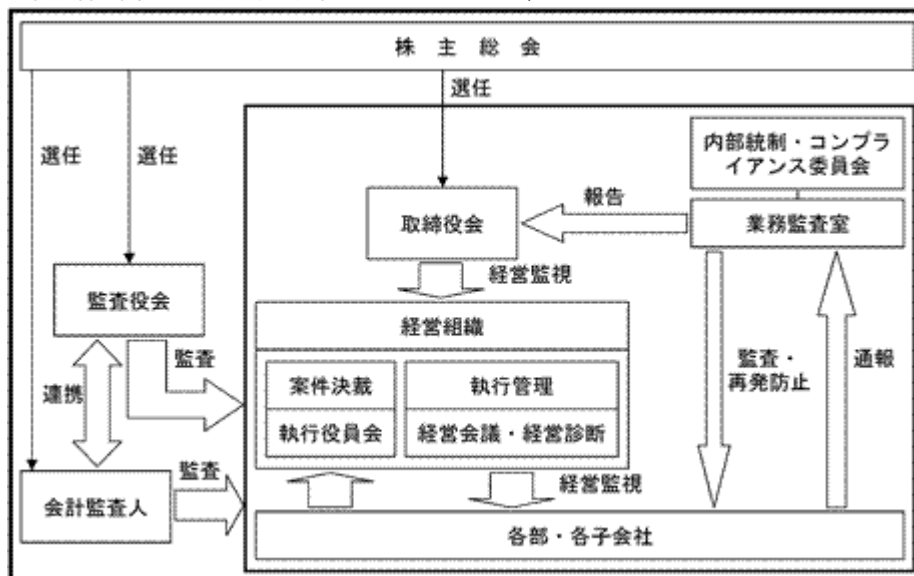 株主総会
選任
選任
選任
内部統制・コンプラ
イアンス委員会
報告
取締役会
業務監査室
経営監視
監査役会
経営組織
監査
案件決裁
執行管理
監査・
再発防止
通報
連携
執行役員会
経営会議・経営診断
監査
経営監視
会計監査人
各部・各子会社